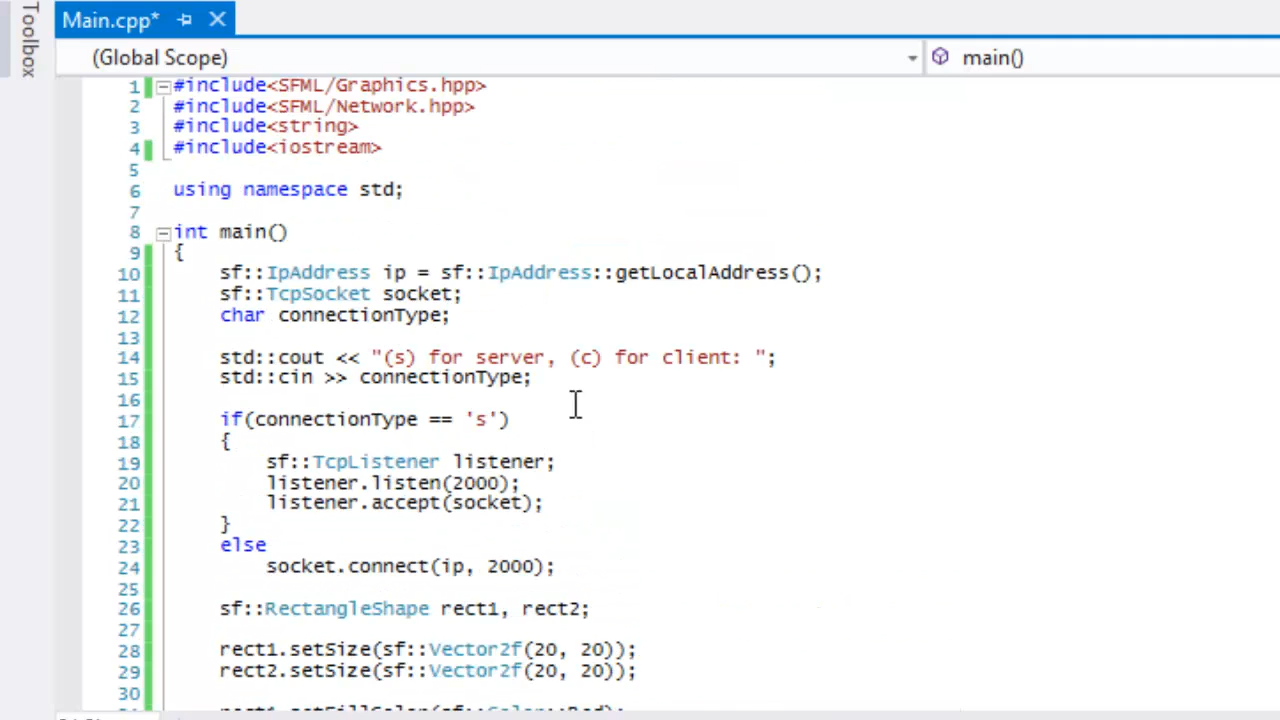 Toolbox
Main.cpp*
(Global Scope)
main()
1 #include<SFML/Graphics.hpp>
2 #include<SFML/Network.hpp>
3 #include<string>
4 #include<iostream>
5
6 using namespace std;
7
8 int main()
9 {
10 sf::IpAddress ip = sf::IpAddress::getLocalAddress();
11 sf::TcpSocket socket;
12 char connectionType;
13
14 std::cout << "(s) for server, (c) for client: ";
15 std::cin >> connectionType;
16
17 if(connectionType == 's')
18 {
19 sf::TcpListener listener;
20 listener.listen(2000);
21 listener.accept(socket);
22 }
23 else
24 socket.connect(ip, 2000);
25
26 sf::RectangleShape rect1, rect2;
27
28 rect1.setSize(sf::Vector2f(20, 20));
29 rect2.setSize(sf::Vector2f(20, 20));
30
rect1.setFillColor(sf::Color::Red);